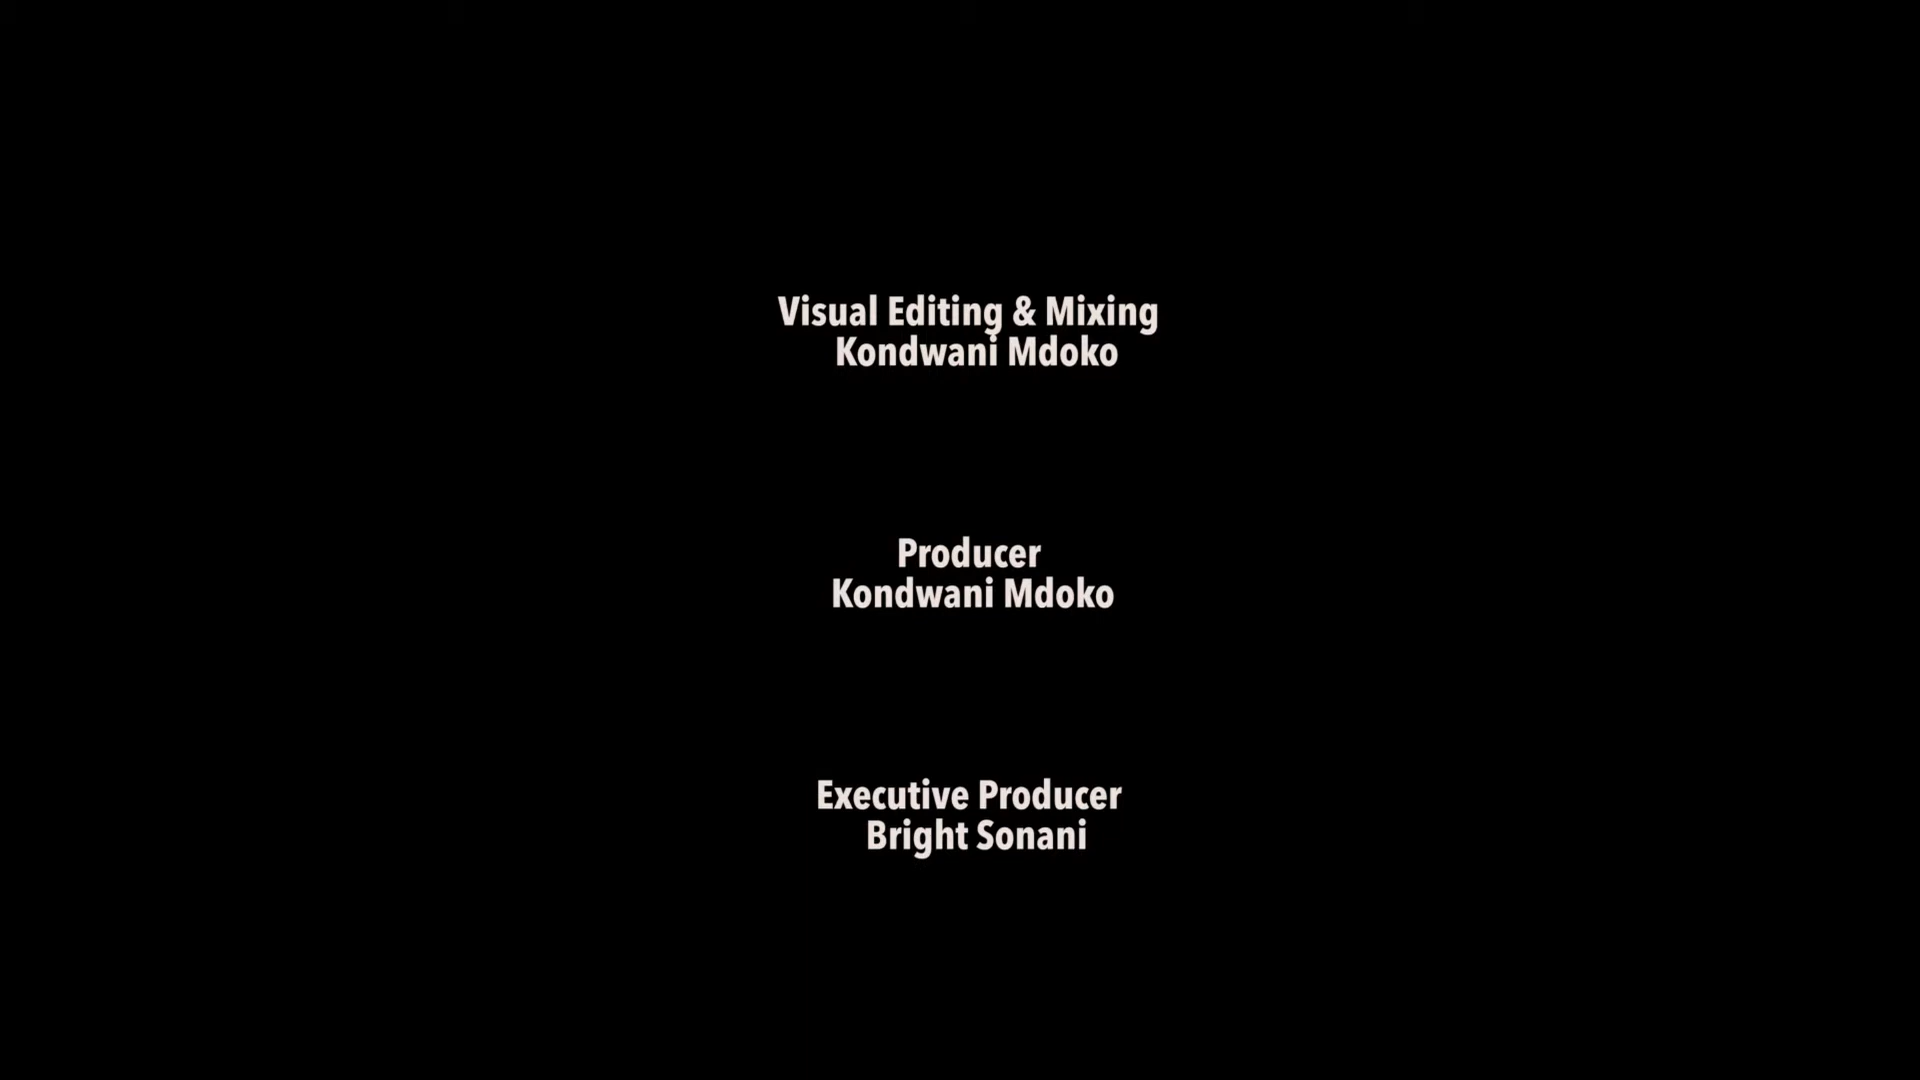 Visual Editing & Mixing
Kondwani Mdoko
Producer
Kondwani Mdoko
Executive Producer
Bright Sonani